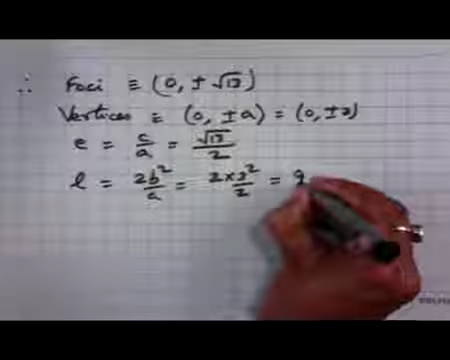 ∴ Foci ≡ (0, ± √13)
Vertices ≡ (0, ± a) = (0, ±2)
e = c/a = √13/2
l = 2b²/a = 2×3²/2 = 9